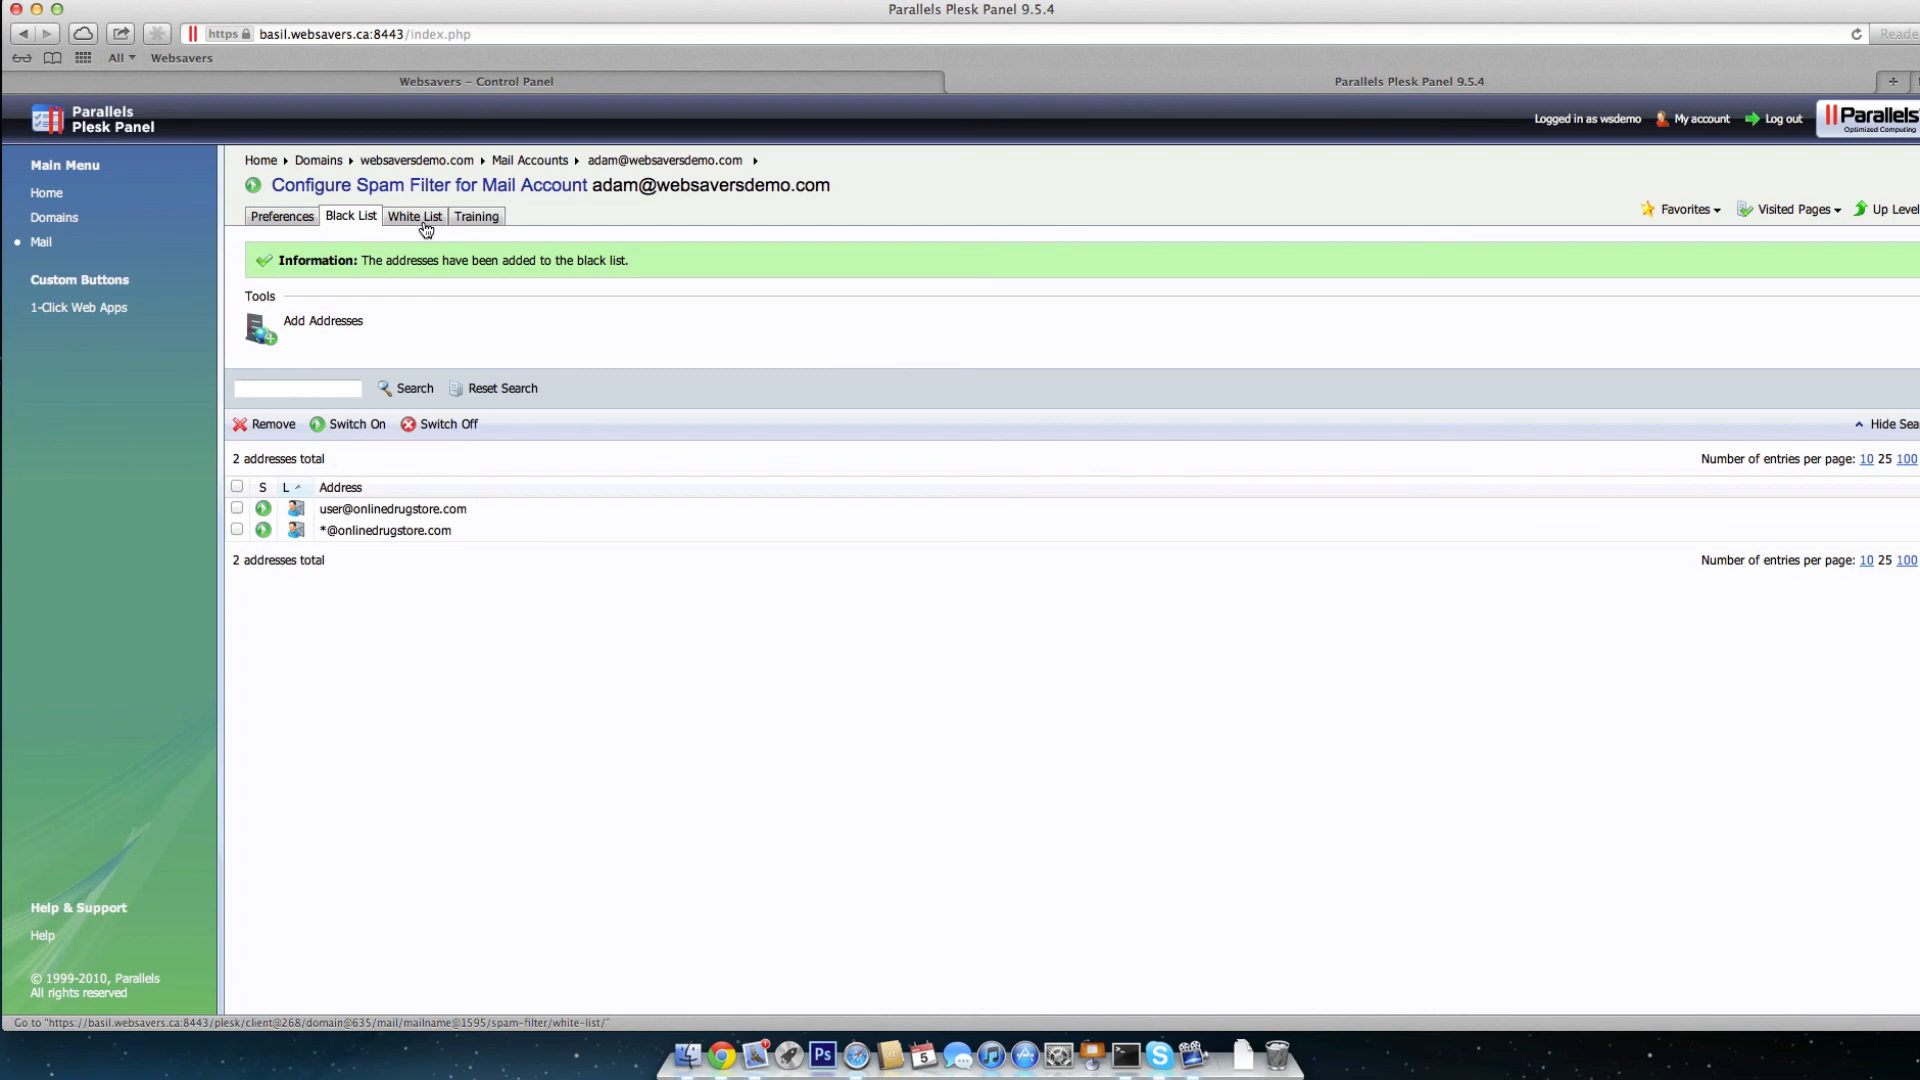 Parallels Plesk Panel 9.5.4
https basil.websavers.ca:8443/index.php
Reade
All Websavers
Websavers – Control Panel
Parallels Plesk Panel 9.5.4
Parallels
Plesk Panel
Logged in as wsdemo My account Log out
Parallels
Optimized Computing
Main Menu
Home
Domains
Mail
Custom Buttons
1-Click Web Apps
Help & Support
Help
© 1999-2010, Parallels
All rights reserved
Home Domains websaversdemo.com Mail Accounts adam@websaversdemo.com
Configure Spam Filter for Mail Account adam@websaversdemo.com
Favorites Visited Pages Up Level
Preferences Black List White List Training
Information: The addresses have been added to the black list.
Tools
Add Addresses
Search Reset Search
Remove Switch On Switch Off
Hide Sea
2 addresses total
Number of entries per page: 10 25 100
S L Address
user@onlinedrugstore.com
*@onlinedrugstore.com
2 addresses total
Number of entries per page: 10 25 100
Go to "https://basil.websavers.ca:8443/plesk/client@268/domain@635/mail/mailname@1595/spam-filter/white-list/"
Ps
5